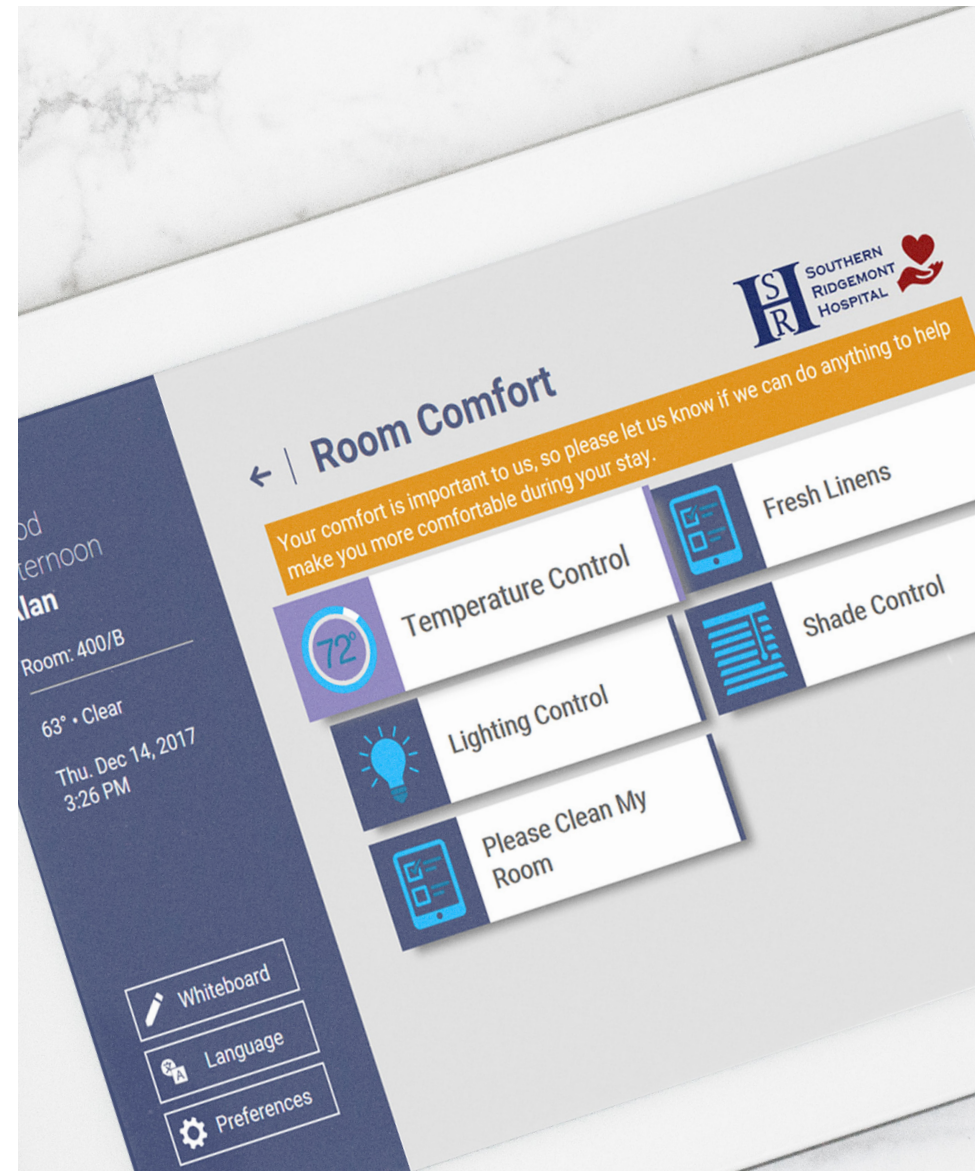 S
H
R
SOUTHERN
RIDGEMONT
HOSPITAL
← | Room Comfort
Your comfort is important to us, so please let us know if we can do anything to help
make you more comfortable during your stay.
72°
Temperature Control
Fresh Linens
Lighting Control
Shade Control
Please Clean My
Room
Room: 400/B
63° • Clear
Thu. Dec 14, 2017
3:26 PM
Whiteboard
Language
Preferences